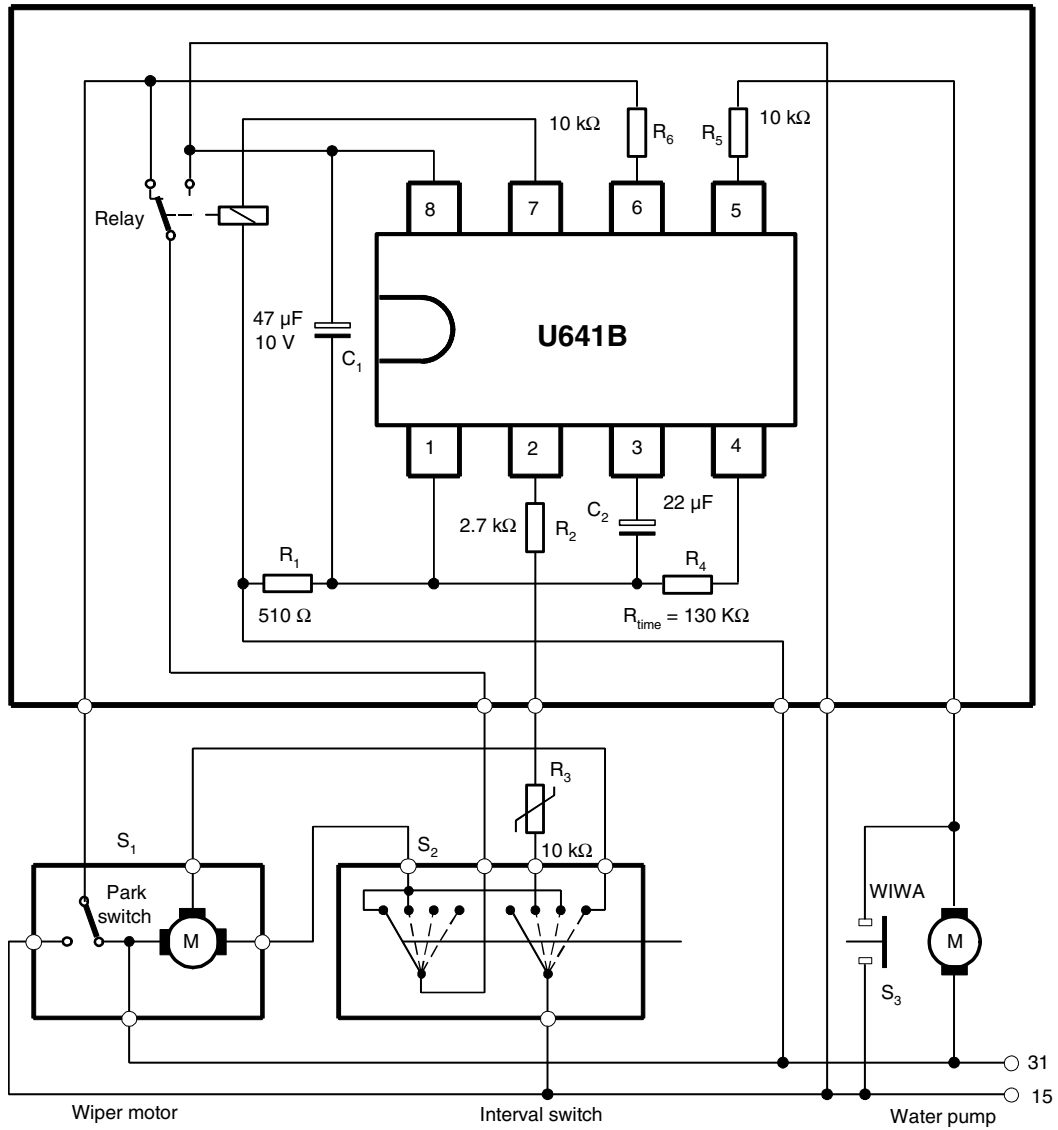 10 kΩ
R6
R5
10 kΩ
8
7
6
5
Relay
47 µF
10 V
C1
U641B
1
2
3
4
2.7 kΩ
R2
C2
22 µF
R1
510 Ω
R4
Rtime = 130 KΩ
R3
10 kΩ
S1
S2
Park
switch
M
WIWA
M
S3
31
15
Wiper motor
Interval switch
Water pump